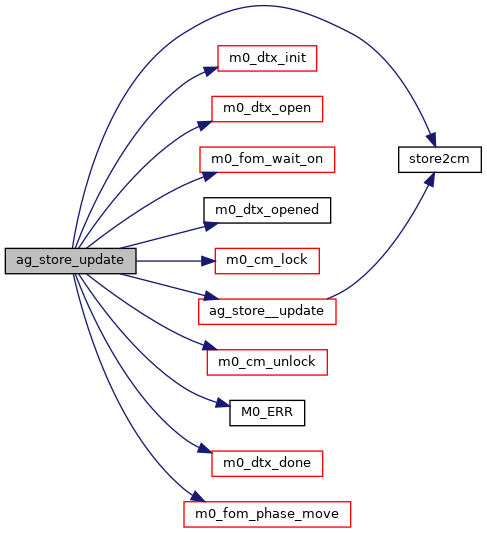 m0_dtx_init
m0_dtx_open
m0_fom_wait_on
store2cm
m0_dtx_opened
ag_store_update
m0_cm_lock
ag_store__update
m0_cm_unlock
M0_ERR
m0_dtx_done
m0_fom_phase_move